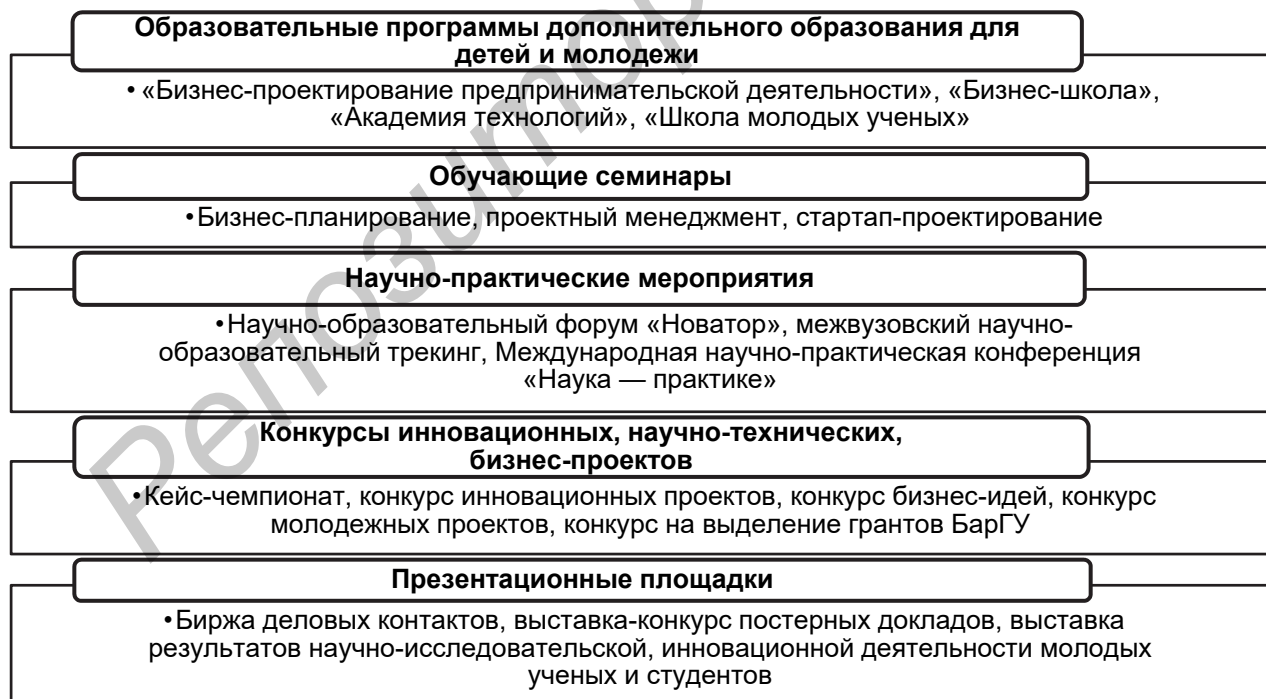 Образовательные программы дополнительного образования для
детей и молодежи
• «Бизнес-проектирование предпринимательской деятельности», «Бизнес-школа»,
«Академия технологий», «Школа молодых ученых»
Обучающие семинары
•Бизнес-планирование, проектный менеджмент, стартап-проектирование
Научно-практические мероприятия
•Научно-образовательный форум «Новатор», межвузовский научно-
образовательный трекинг, Международная научно-практическая конференция
«Наука — практике»
Конкурсы инновационных, научно-технических,
бизнес-проектов
•Кейс-чемпионат, конкурс инновационных проектов, конкурс бизнес-идей, конкурс
молодежных проектов, конкурс на выделение грантов БарГУ
Презентационные площадки
•Биржа деловых контактов, выставка-конкурс постерных докладов, выставка
результатов научно-исследовательской, инновационной деятельности молодых
ученых и студентов